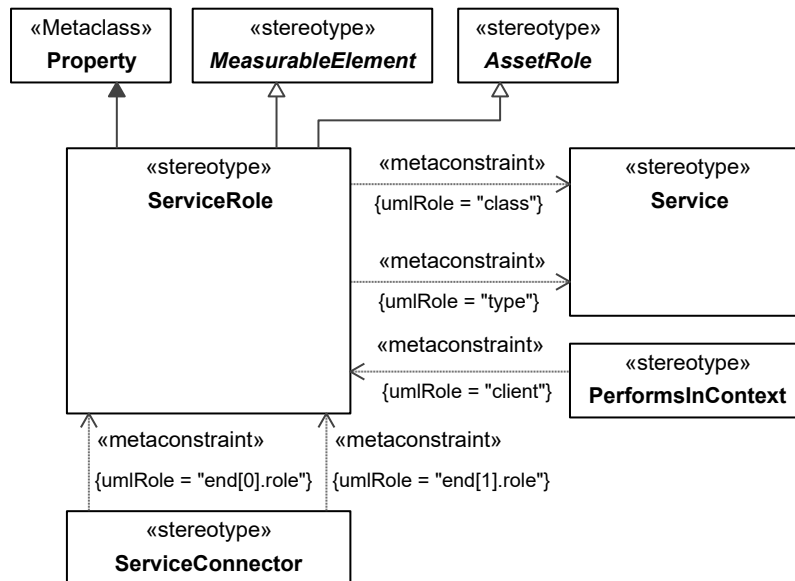 «Metaclass»
Property
«stereotype»
MeasurableElement
«stereotype»
AssetRole
«stereotype»
ServiceRole
«metaconstraint»
{umlRole = "class"}
«stereotype»
Service
«metaconstraint»
{umlRole = "type"}
«metaconstraint»
{umlRole = "client"}
«stereotype»
PerformsInContext
«metaconstraint»
{umlRole = "end[0].role"}
«metaconstraint»
{umlRole = "end[1].role"}
«stereotype»
ServiceConnector